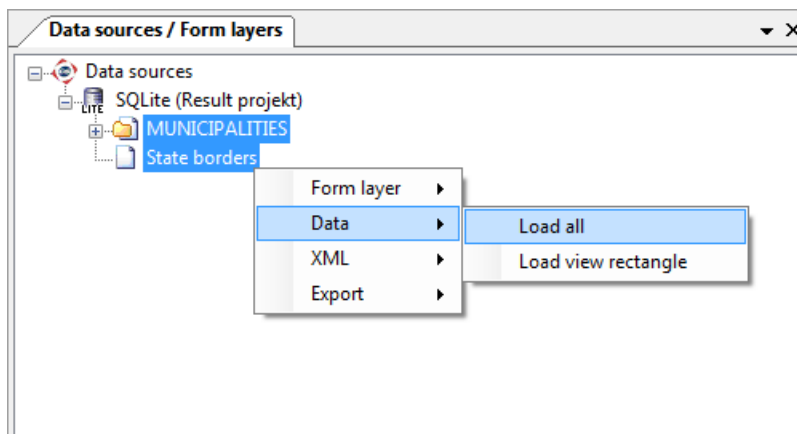 Data sources / Form layers
Data sources
LITE SQLite (Result projekt)
MUNICIPALITIES
State borders
Form layer
Data
XML
Export
Load all
Load view rectangle